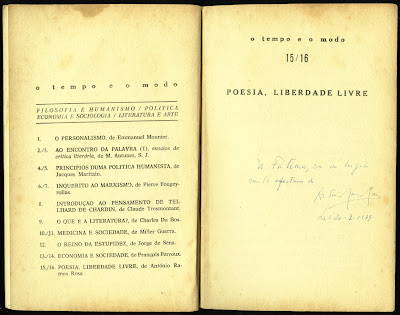 o tempo e o modo
FILOSOFIA E HUMANISMO / POLITICA
ECONOMIA E SOCIOLOGIA / LITERATURA E ARTE
1. O PERSONALISMO, de Emmanuel Mounier.
2./3. AO ENCONTRO DA PALAVRA (I), ensaios de
crítica literária, de M. Antunes, S. J.
4./5. PRINCÍPIOS DUMA POLÍTICA HUMANISTA, de
Jacques Maritain.
6./7. INQUÉRITO AO MARXISMO, de Pierre Fougey-
rollas.
8. INTRODUÇÃO AO PENSAMENTO DE TEI-
LHARD DE CHARDIN, de Claude Tresmontant.
9. O QUE É A LITERATURA?, de Charles Du Bos.
10./11. MEDICINA E SOCIEDADE, de Miller Guerra.
12. O REINO DA ESTUPIDEZ, de Jorge de Sena.
13./14. ECONOMIA E SOCIEDADE, de François Perroux.
15./16. POESIA, LIBERDADE LIVRE, de António Ra-
mos Rosa
o tempo e o modo
15/16
POESIA, LIBERDADE LIVRE